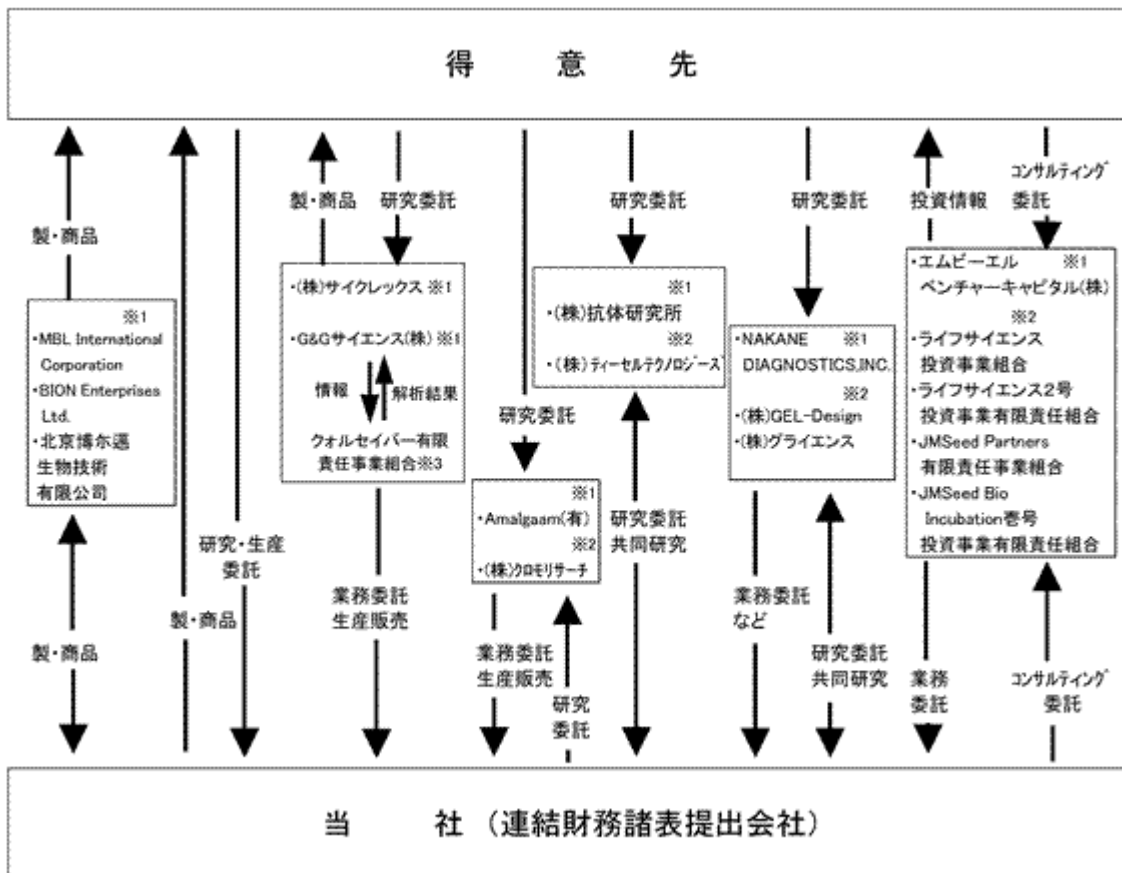 得 意 先
製・商品
製・商品
研究委託
研究委託
研究委託
研究委託
投資情報
コンサルティング
委託
※1
・MBL International
Corporation
・BION Enterprises
Ltd.
・北京博尓邁
生物技術
有限公司
・(株)サイクレックス ※1
・G&Gサイエンス(株) ※1
情報
解析結果
クォルセイバー有限
責任事業組合※3
※1
・Amalgaam(有)
※2
・(株)クロモリサーチ
※1
・(株)抗体研究所
※2
・(株)ティーセルテクノロジーズ
・NAKANE ※1
DIAGNOSTICS,INC.
※2
・(株)GEL-Design
・(株)グライエンス
・エムビーエル ※1
ベンチャーキャピタル(株)
※2
・ライフサイエンス
投資事業組合
・ライフサイエンス2号
投資事業有限責任組合
・JMSeed Partners
有限責任事業組合
・JMSeed Bio
Incubation壱号
投資事業有限責任組合
製・商品
製・商品
研究・生産
委託
業務委託
生産販売
業務委託
生産販売
研究
委託
研究委託
共同研究
業務委託
など
研究委託
共同研究
業務
委託
コンサルティング
委託
当 社 (連結財務諸表提出会社)